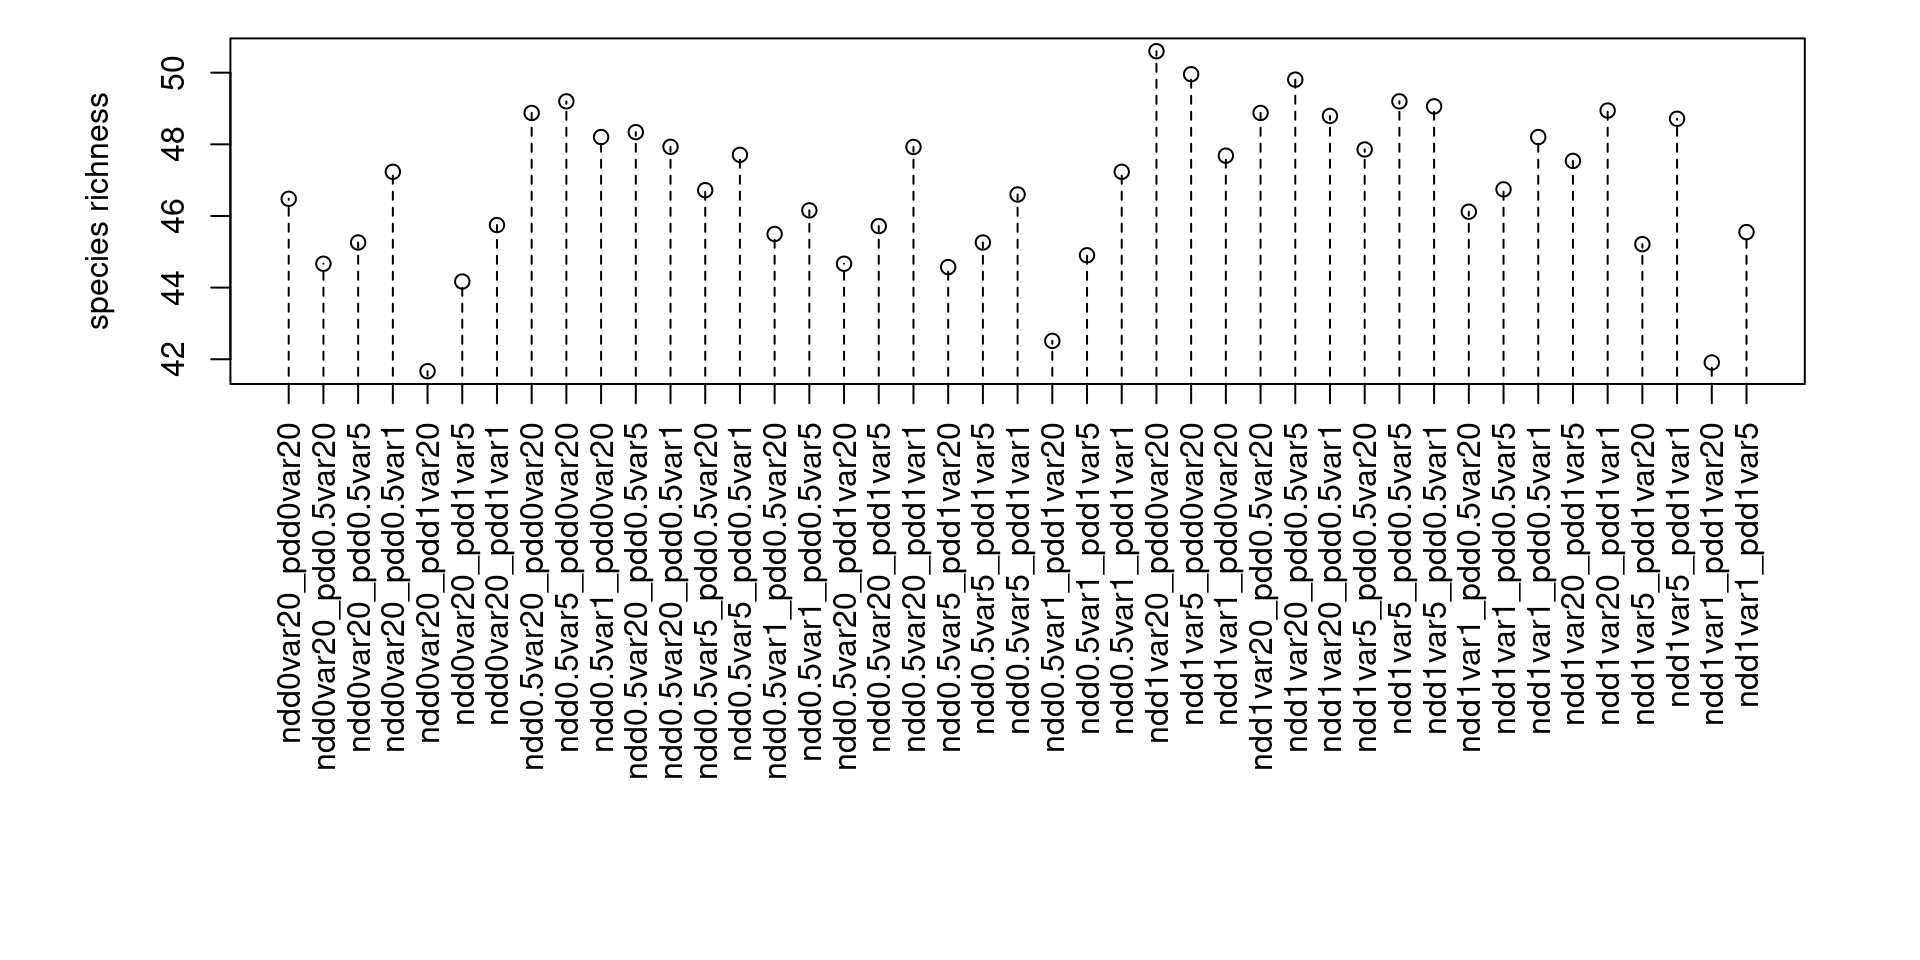 species richness
50
48
46
44
42
ndd0var20_pdd0var20
ndd0var20_pdd0.5var20
ndd0var20_pdd0.5var5
ndd0var20_pdd0.5var1
ndd0var20_pdd1var20
ndd0var20_pdd1var5
ndd0var20_pdd1var1
ndd0.5var20_pdd0var20
ndd0.5var5_pdd0var20
ndd0.5var1_pdd0var20
ndd0.5var20_pdd0.5var5
ndd0.5var20_pdd0.5var1
ndd0.5var5_pdd0.5var20
ndd0.5var5_pdd0.5var1
ndd0.5var1_pdd0.5var20
ndd0.5var1_pdd0.5var5
ndd0.5var20_pdd1var20
ndd0.5var20_pdd1var5
ndd0.5var20_pdd1var1
ndd0.5var5_pdd1var20
ndd0.5var5_pdd1var5
ndd0.5var5_pdd1var1
ndd0.5var1_pdd1var20
ndd0.5var1_pdd1var5
ndd0.5var1_pdd1var1
ndd1var20_pdd0var20
ndd1var5_pdd0var20
ndd1var1_pdd0var20
ndd1var20_pdd0.5var20
ndd1var20_pdd0.5var5
ndd1var20_pdd0.5var1
ndd1var5_pdd0.5var20
ndd1var5_pdd0.5var5
ndd1var5_pdd0.5var1
ndd1var1_pdd0.5var20
ndd1var1_pdd0.5var5
ndd1var1_pdd0.5var1
ndd1var20_pdd1var5
ndd1var20_pdd1var1
ndd1var5_pdd1var20
ndd1var5_pdd1var1
ndd1var1_pdd1var20
ndd1var1_pdd1var5